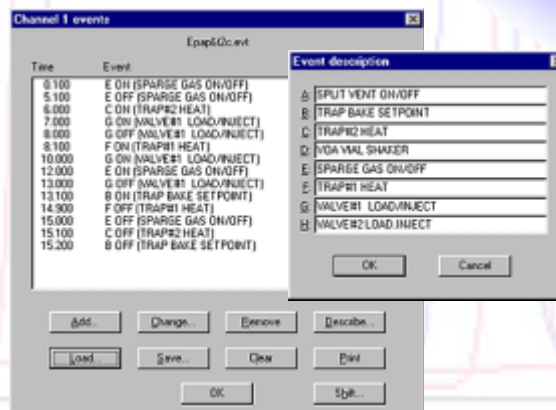 Channel 1 events
Epap602c.evt
Time Event
0.100 E ON (SPARGE GAS ON/OFF)
5.100 E OFF (SPARGE GAS ON/OFF)
6.000 C ON (TRAP#2 HEAT)
7.000 G ON (VALVE#1 LOAD/INJECT)
8.000 G OFF (VALVE#1 LOAD/INJECT)
8.100 F ON (TRAP#1 HEAT)
10.000 G ON (VALVE#1 LOAD/INJECT)
12.000 E ON (SPARGE GAS ON/OFF)
13.000 G OFF (VALVE#1 LOAD/INJECT)
13.100 B ON (TRAP BAKE SETPOINT)
14.900 F OFF (TRAP#1 HEAT)
15.000 E OFF (SPARGE GAS ON/OFF)
15.100 C OFF (TRAP#2 HEAT)
15.200 B OFF (TRAP BAKE SETPOINT)
Add... Change... Remove Describe...
Load... Save... Clear Print
OK Shift...
Event description
A: SPLIT VENT ON/OFF
B: TRAP BAKE SETPOINT
C: TRAP#2 HEAT
D: VOA VIAL SHAKER
E: SPARGE GAS ON/OFF
F: TRAP#1 HEAT
G: VALVE#1 LOAD/INJECT
H: VALVE#2 LOAD.INJECT
OK Cancel